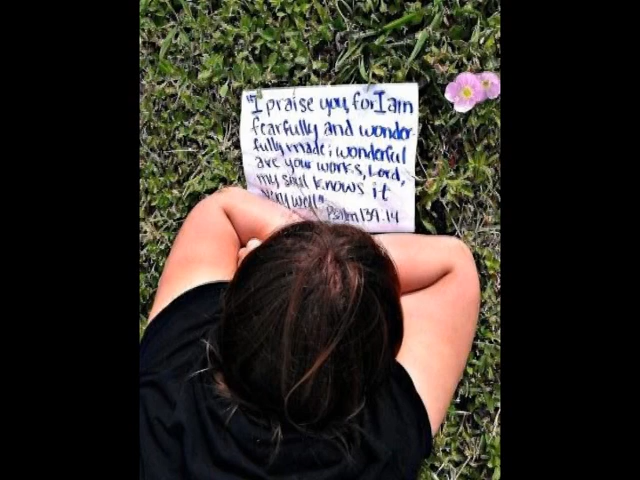 "I praise you, for I am
fearfully and wonder-
fully made; wonderful
are your works, Lord,
my soul knows it
very well"
Psalm 139:14